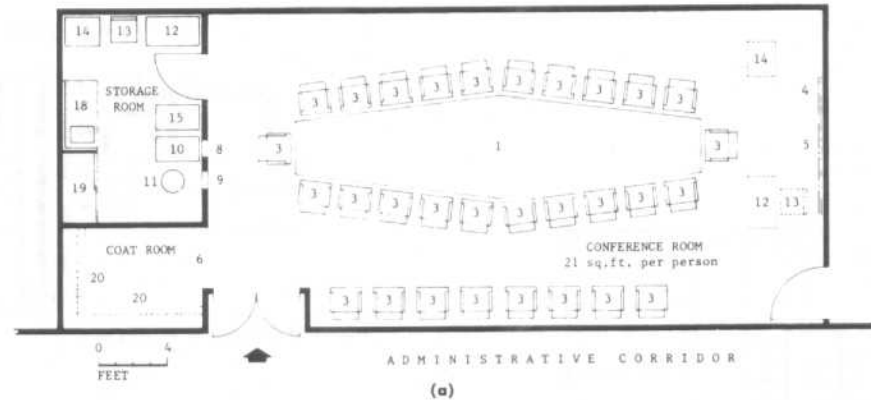 14 13 12
14
3 3 3 3 3 3 3 3 3 3
STORAGE
ROOM
18
4
15
10 8
3 1 3 5
11 9
19
3 3 3 3 3 3 3 3 3 3
12 13
COAT ROOM
6
CONFERENCE ROOM
21 sq.ft. per person
20
20
3 3 3 3 3 3 3 3
0 4
FEET
ADMINISTRATIVE CORRIDOR
(a)